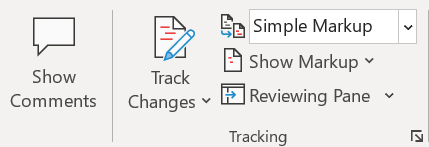 Show
Comments
Track
Changes
Simple Markup
Show Markup
Reviewing Pane
Tracking